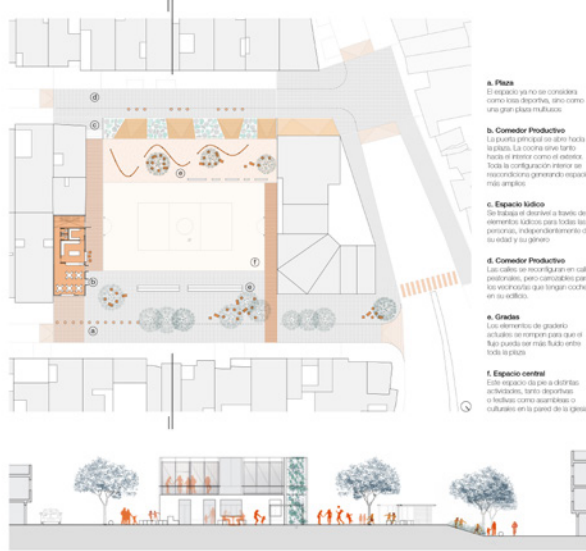 a. Plaza
El espacio ya no se considera
como losa deportiva, sino como
una gran plaza multiusos
b. Comedor Productivo
La puerta principal se abre hacia
la plaza. La cocina sirve tanto
hacia el interior como el exterior.
Toda la configuración interior se
reacondiciona generando espacios
más amplios
c. Espacio lúdico
Se trabaja el desnivel a través de
elementos lúdicos para todas las
personas, independientemente de
su edad y su género
d. Comedor Productivo
Las calles se reconfiguran en calles
peatonales, pero carrozables para
los vecinos/as que tengan coche
en su edificio.
e. Gradas
Los elementos de graderío
actuales se rompen para que el
flujo pueda ser más fluido entre
toda la plaza
f. Espacio central
Este espacio da pie a distintas
actividades, tanto deportivas
o festivas como asambleas o
culturales en la pared de la iglesia
d
c
e
f
b
e
a